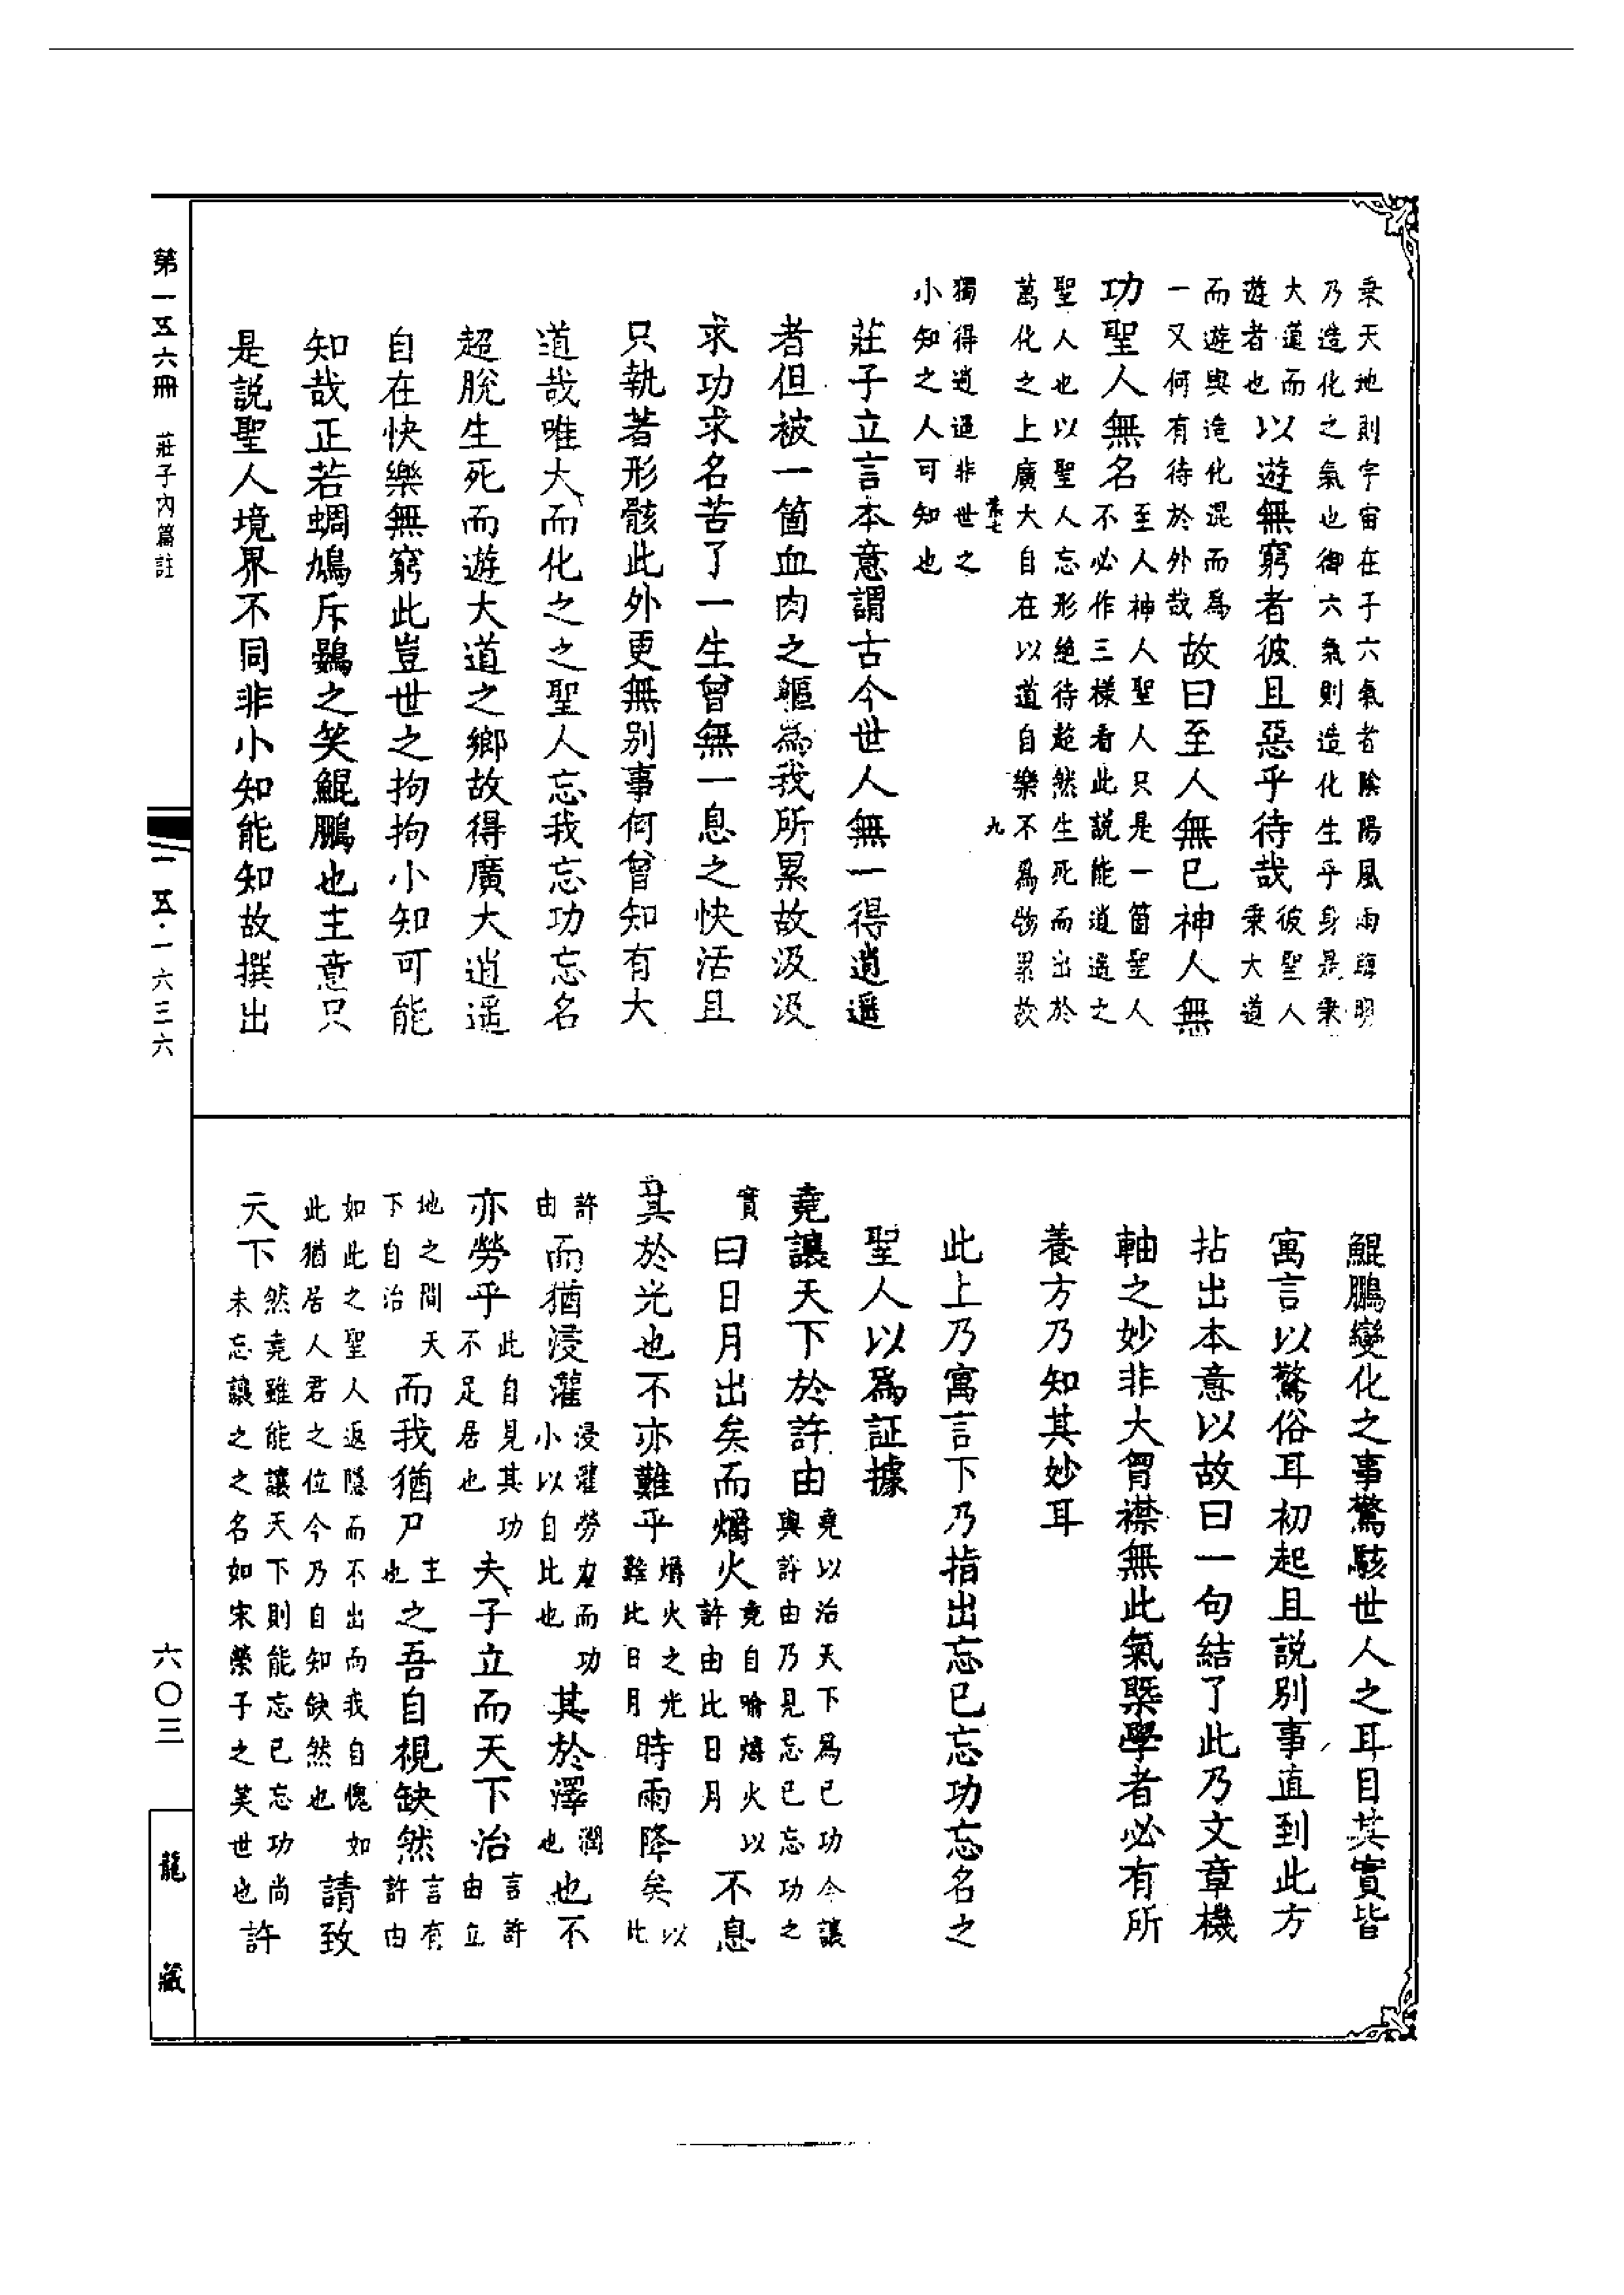 乘天地則宇宙在子六氣者陰陽風雨晦明
乃造化之氣也御六氣則造化生乎身是乘
大道而
遊者也
以遊無窮者彼且惡乎待哉
彼聖人
乘大道
而遊與造化混而爲
一又何有待於外哉
故曰至人無已神人無
功聖人無名
至人神人聖人只是一箇聖人
不必作三樣看此説能逍遙之
聖人也以聖人忘形絶待超然生死而出於
萬化之上廣大自在以道自樂不爲物累故
七 九
獨得逍遙非世之
小知之人可知也
莊子立言本意謂古今世人無一得逍遙
者但被一箇血肉之軀爲我所累故汲汲
求功求名苦了一生曾無一息之快活且
只執著形骸此外更無别事何曾知有大
道哉唯大而化之之聖人忘我忘功忘名
超脫生死而遊大道之鄉故得廣大逍遙
自在快樂無窮此豈世之拘拘小知可能
知哉正若蜩鳩斥鷃之笑鯤鵬也主意只
是説聖人境界不同非小知能知故撰出
鯤鵬變化之事驚駭世人之耳目其實皆
寓言以驚俗耳初起且説别事直到此方
拈出本意以故曰一句結了此乃文章機
軸之妙非大胷襟無此氣槩學者必有所
養方乃知其妙耳
此上乃寓言下乃指出忘已忘功忘名之
聖人以爲証據
堯讓天下於許由
堯以治天下爲已功今讓
與許由乃見忘已忘功之
實
曰日月出矣而爝火
堯自喻爝火以
許由比日月
不息
其於光也不亦難乎
爝火之光
難比日月
時雨降矣
以
比
許
由
而猶浸灌
浸灌勞力而功
小以自比也
其於澤
潤
也
也不
亦勞乎
此自見其功
不足居也
夫子立而天下治
言許
由立
地之間天
下自治
而我猶尸
主
也
之吾自視缺然
言有
許由
如此之聖人返隱而不出而我自愧如
此猶居人君之位今乃自知缺然也
請致
天下
然堯雖能讓天下則能忘已忘功尚
未忘讓之之名如宋榮子之笑世也
許
第一五六冊 莊子内篇註
一五·一六三六
六〇三
龍藏